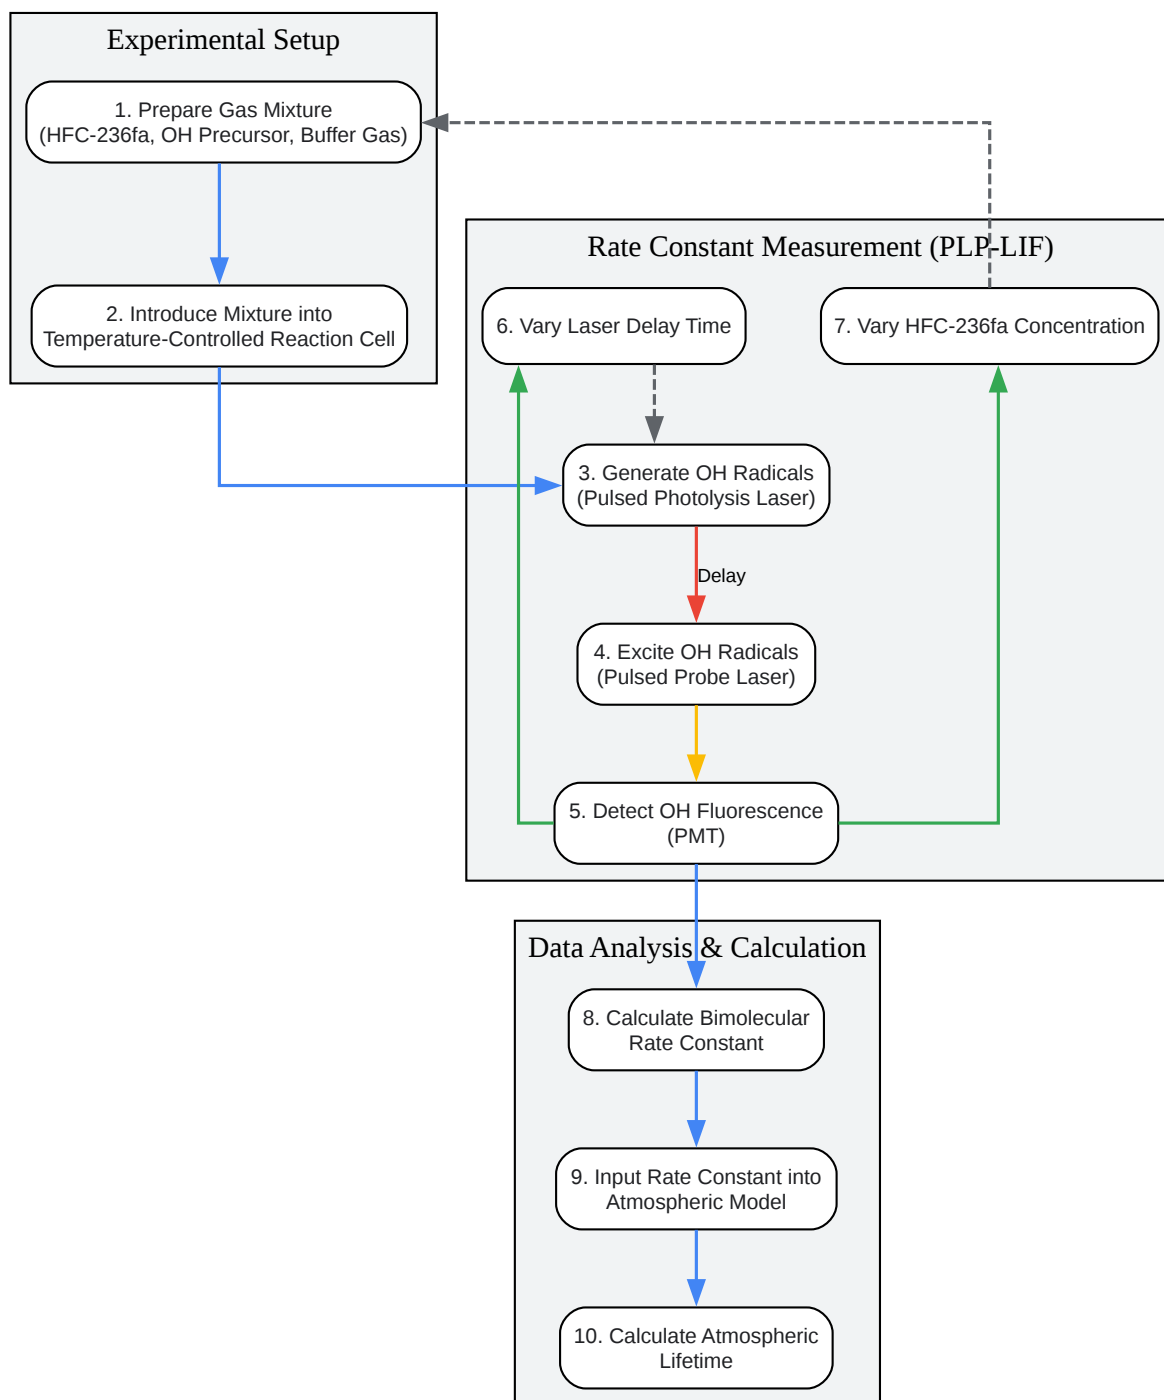 Experimental Setup
1. Prepare Gas Mixture
(HFC-236fa, OH Precursor, Buffer Gas)
2. Introduce Mixture into
Temperature-Controlled Reaction Cell
Rate Constant Measurement (PLP-LIF)
6. Vary Laser Delay Time
7. Vary HFC-236fa Concentration
3. Generate OH Radicals
(Pulsed Photolysis Laser)
Delay
4. Excite OH Radicals
(Pulsed Probe Laser)
5. Detect OH Fluorescence
(PMT)
Data Analysis & Calculation
8. Calculate Bimolecular
Rate Constant
9. Input Rate Constant into
Atmospheric Model
10. Calculate Atmospheric
Lifetime